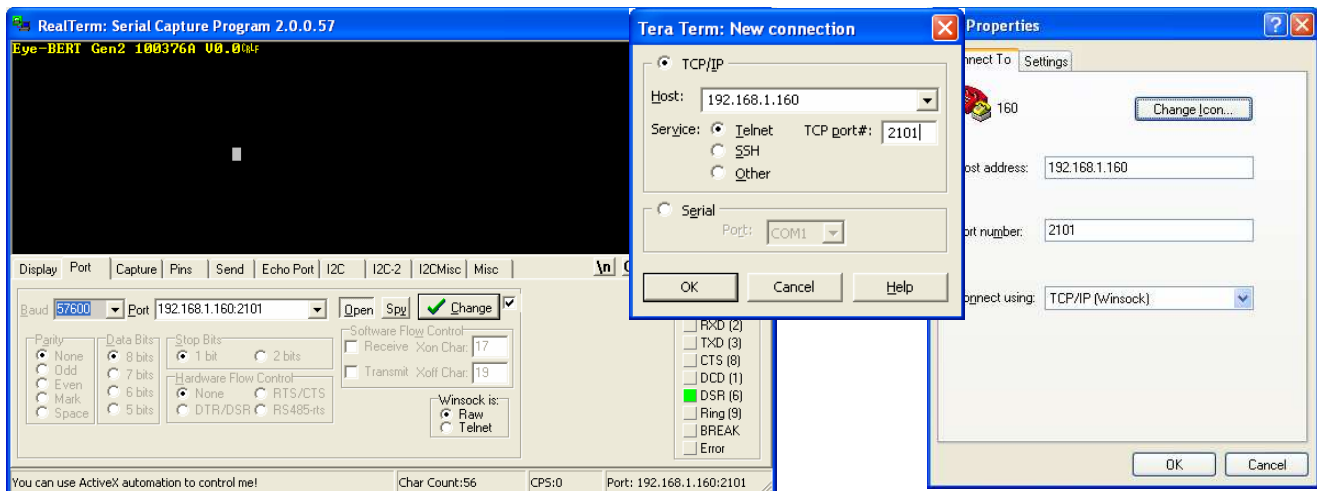 RealTerm: Serial Capture Program 2.0.0.57
Eye-BERT Gen2 100376A V0.0
Display Port Capture Pins Send Echo Port I2C I2C-2 I2CMisc Misc \n
Baud 57600 Port 192.168.1.160:2101 Open Spy Change
Parity
None
Odd
Even
Mark
Space
Data Bits
8 bits
7 bits
6 bits
5 bits
Stop Bits
1 bit 2 bits
Hardware Flow Control
None RTS/CTS
DTR/DSR RS485-rts
Software Flow Control
Receive Xon Char: 17
Transmit Xoff Char: 19
Winsock is:
Raw
Telnet
RXD (2)
TXD (3)
CTS (8)
DCD (1)
DSR (6)
Ring (9)
BREAK
Error
You can use ActiveX automation to control me! Char Count:56 CPS:0 Port: 192.168.1.160:2101
Tera Term: New connection
TCP/IP
Host: 192.168.1.160
Service: Telnet TCP port#: 2101
SSH
Other
Serial
Port: COM1
OK Cancel Help
Properties
nnect To Settings
160 Change Icon...
ost address: 192.168.1.160
ort number: 2101
onnect using: TCP/IP (Winsock)
OK Cancel